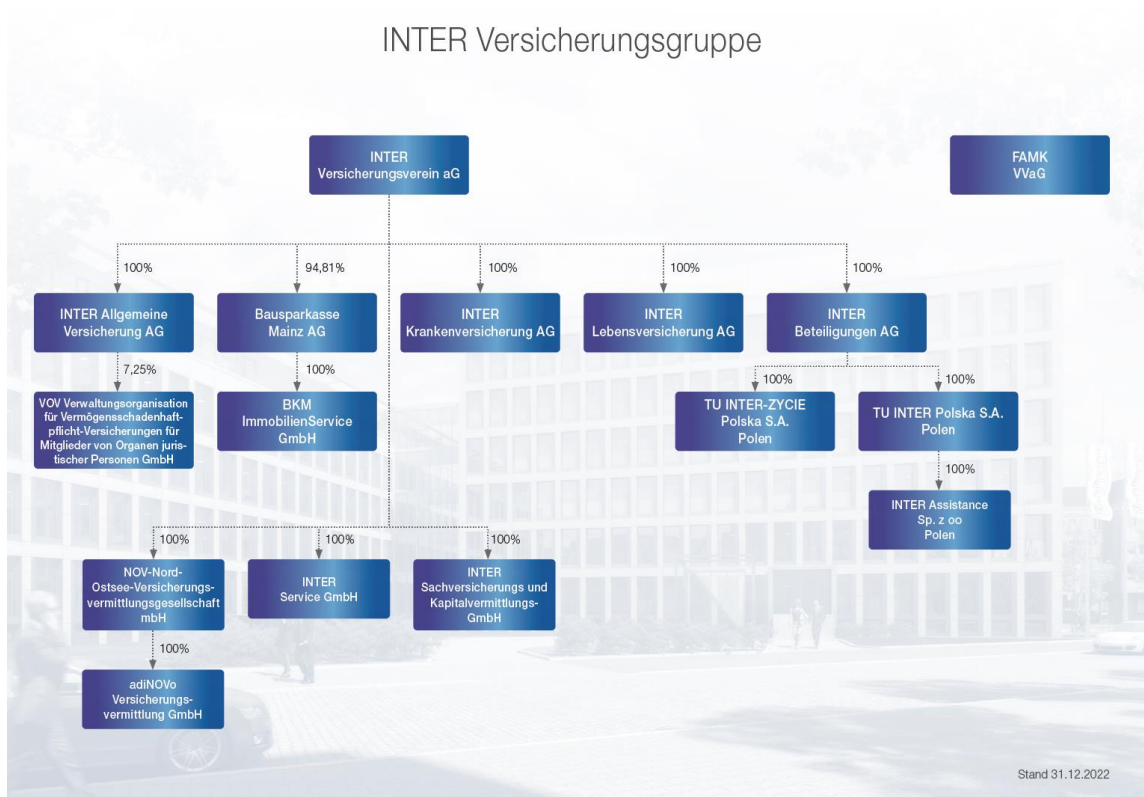 INTER Versicherungsgruppe
INTER
Versicherungsverein aG
FAMK
VVaG
100%
94,81%
100%
100%
100%
INTER Allgemeine
Versicherung AG
Bausparkasse
Mainz AG
INTER
Krankenversicherung AG
INTER
Lebensversicherung AG
INTER
Beteiligungen AG
7,25%
100%
100%
100%
VOV Verwaltungsorganisation
für Vermögensschadenhaft-
pflicht-Versicherungen für
Mitglieder von Organen juris-
tischer Personen GmbH
BKM
ImmobilienService
GmbH
TU INTER-ZYCIE
Polska S.A.
Polen
TU INTER Polska S.A.
Polen
100%
INTER Assistance
Sp. z oo
Polen
100%
100%
100%
NOV-Nord-
Ostsee-Versicherungs-
vermittlungsgesellschaft
mbH
INTER
Service GmbH
INTER
Sachversicherungs und
Kapitalvermittlungs-
GmbH
100%
adiNOVo
Versicherungs-
vermittlung GmbH
Stand 31.12.2022